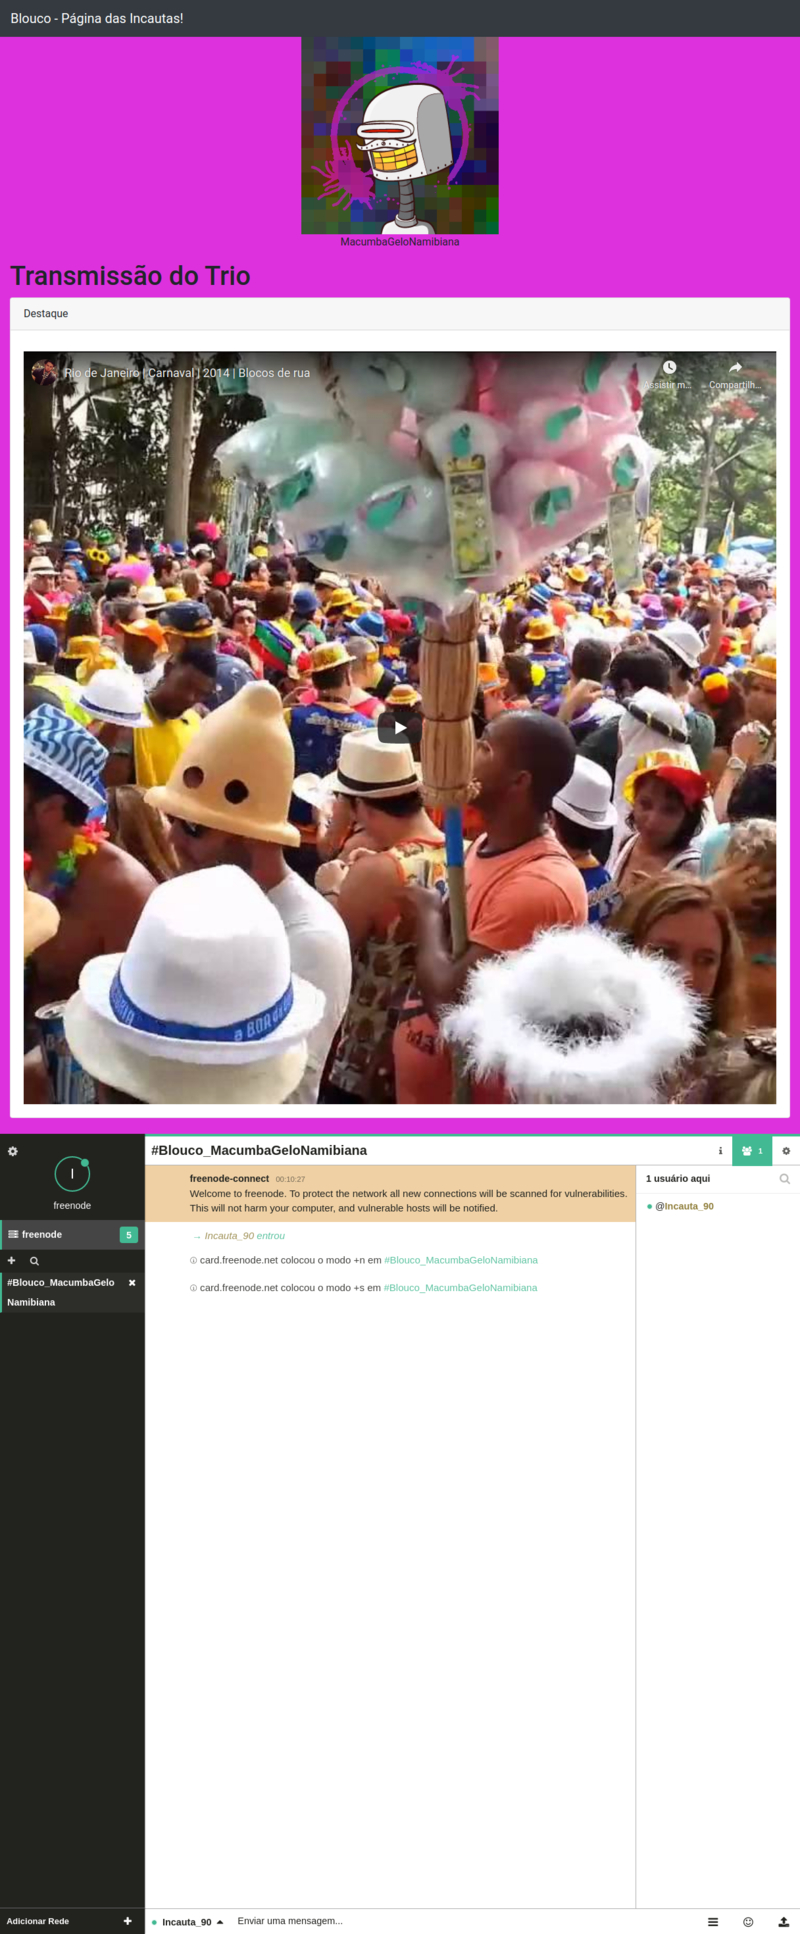 Blouco - Página das Incautas!
MacumbaGeloNamibiana
Transmissão do Trio
Destaque
Rio de Janeiro | Carnaval | 2014 | Blocos de rua
Assistir m...
Compartilh...
2
A BOA
#Blouco_MacumbaGeloNamibiana
1
I
freenode
freenode
5
#Blouco_MacumbaGelo
Namibiana
freenode-connect 00:10:27
Welcome to freenode. To protect the network all new connections will be scanned for vulnerabilities.
This will not harm your computer, and vulnerable hosts will be notified.
→ Incauta_90 entrou
card.freenode.net colocou o modo +n em #Blouco_MacumbaGeloNamibiana
card.freenode.net colocou o modo +s em #Blouco_MacumbaGeloNamibiana
1 usuário aqui
@Incauta_90
Adicionar Rede
Incauta_90
Enviar uma mensagem...